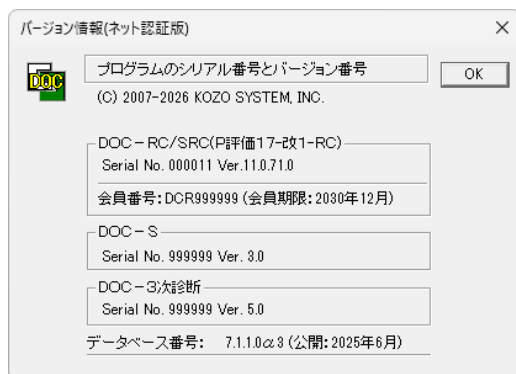 バージョン情報(ネット認証版)
DOC
プログラムのシリアル番号とバージョン番号
OK
(C) 2007-2026 KOZO SYSTEM, INC.
DOC-RC/SRC(P評価17-改1-RC)
Serial No. 000011 Ver.11.0.71.0
会員番号:DCR999999 (会員期限:2030年12月)
DOC-S
Serial No. 999999 Ver. 3.0
DOC-3次診断
Serial No. 999999 Ver. 5.0
データベース番号: 7.1.1.0α3 (公開:2025年6月)